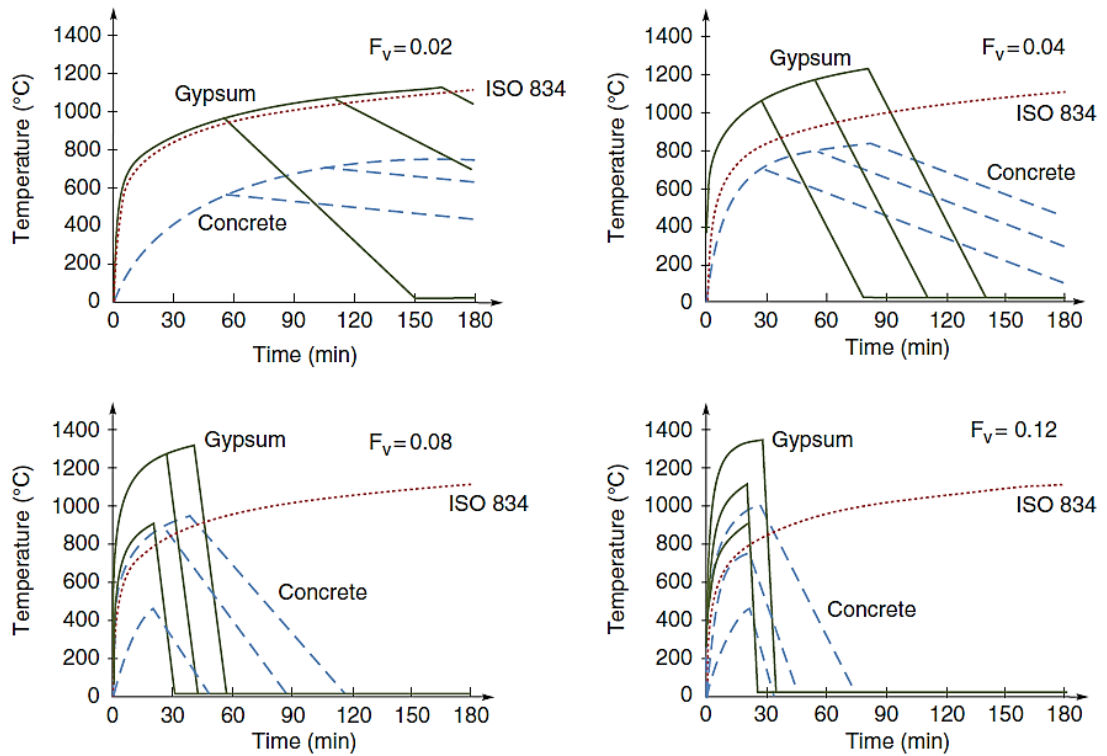 1400
1200
1000
800
600
400
200
0
Temperature (°C)
Fv=0.02
Gypsum
ISO 834
Concrete
0 30 60 90 120 150 180
Time (min)
1400
1200
1000
800
600
400
200
0
Temperature (°C)
Fv=0.04
Gypsum
ISO 834
Concrete
0 30 60 90 120 150 180
Time (min)
1400
1200
1000
800
600
400
200
0
Temperature (°C)
Fv=0.08
Gypsum
ISO 834
Concrete
0 30 60 90 120 150 180
Time (min)
1400
1200
1000
800
600
400
200
0
Temperature (°C)
Fv= 0.12
Gypsum
ISO 834
Concrete
0 30 60 90 120 150 180
Time (min)